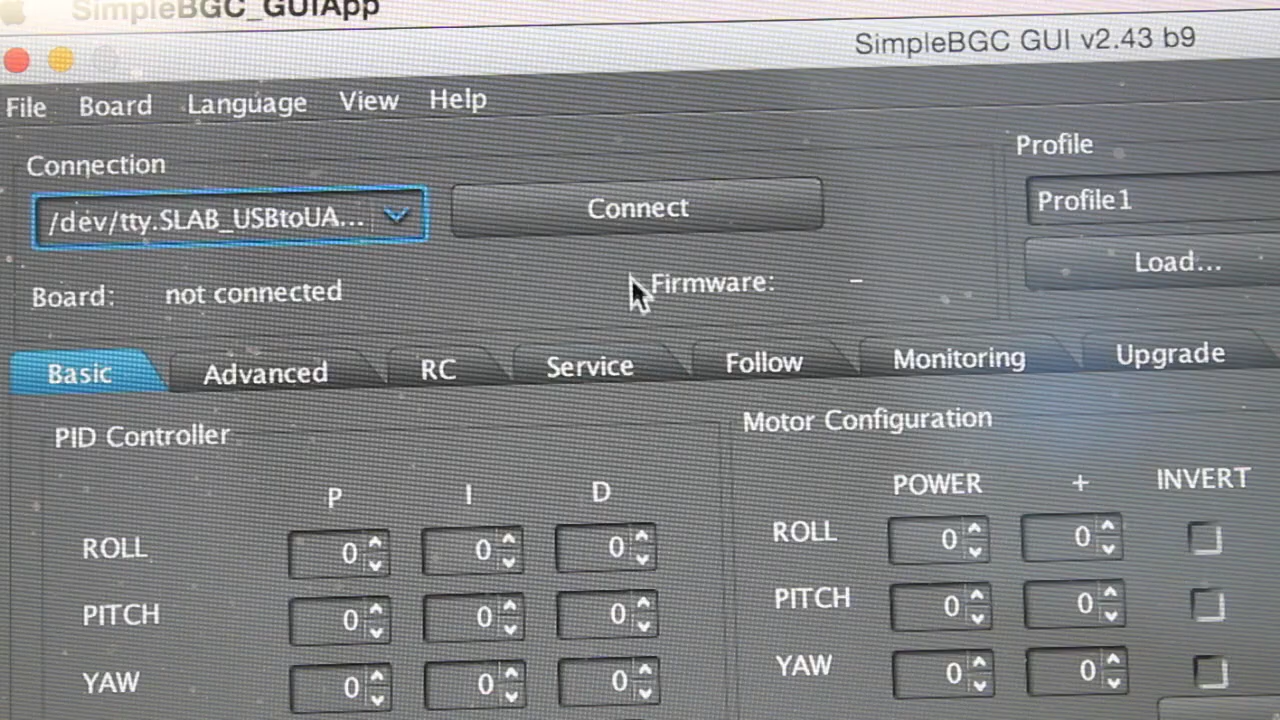 SimpleBGC_GUIApp
SimpleBGC GUI v2.43 b9
File Board Language View Help
Connection
Profile
/dev/tty.SLAB_USBtoUA...
Connect
Profile1
Load...
Board: not connected
Firmware: –
Basic Advanced RC Service Follow Monitoring Upgrade
PID Controller
Motor Configuration
P I D
POWER + INVERT
ROLL 0 0 0
ROLL 0 0
PITCH 0 0 0
PITCH 0 0
YAW 0 0 0
YAW 0 0